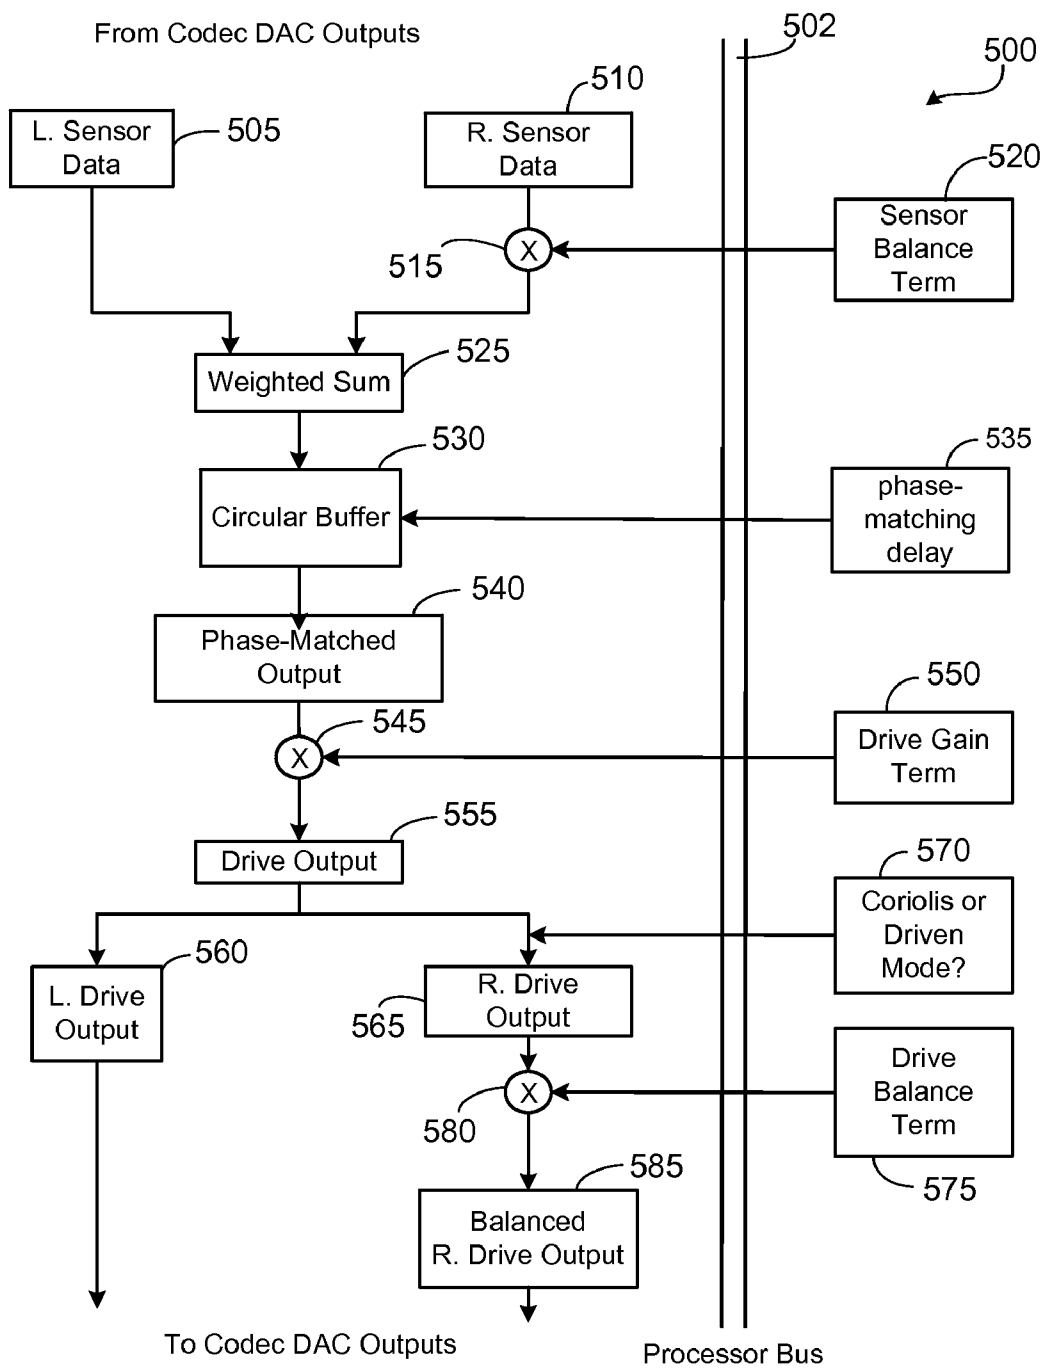 From Codec DAC Outputs
502
500
510
L. Sensor
Data
505
R. Sensor
Data
520
Sensor
Balance
Term
X
515
525
Weighted Sum
530
535
Circular Buffer
phase-
matching
delay
540
Phase-Matched
Output
550
545
X
Drive Gain
Term
555
Drive Output
570
Coriolis or
Driven
Mode?
560
L. Drive
Output
R. Drive
Output
565
Drive
Balance
Term
X
580
575
585
Balanced
R. Drive Output
To Codec DAC Outputs
Processor Bus